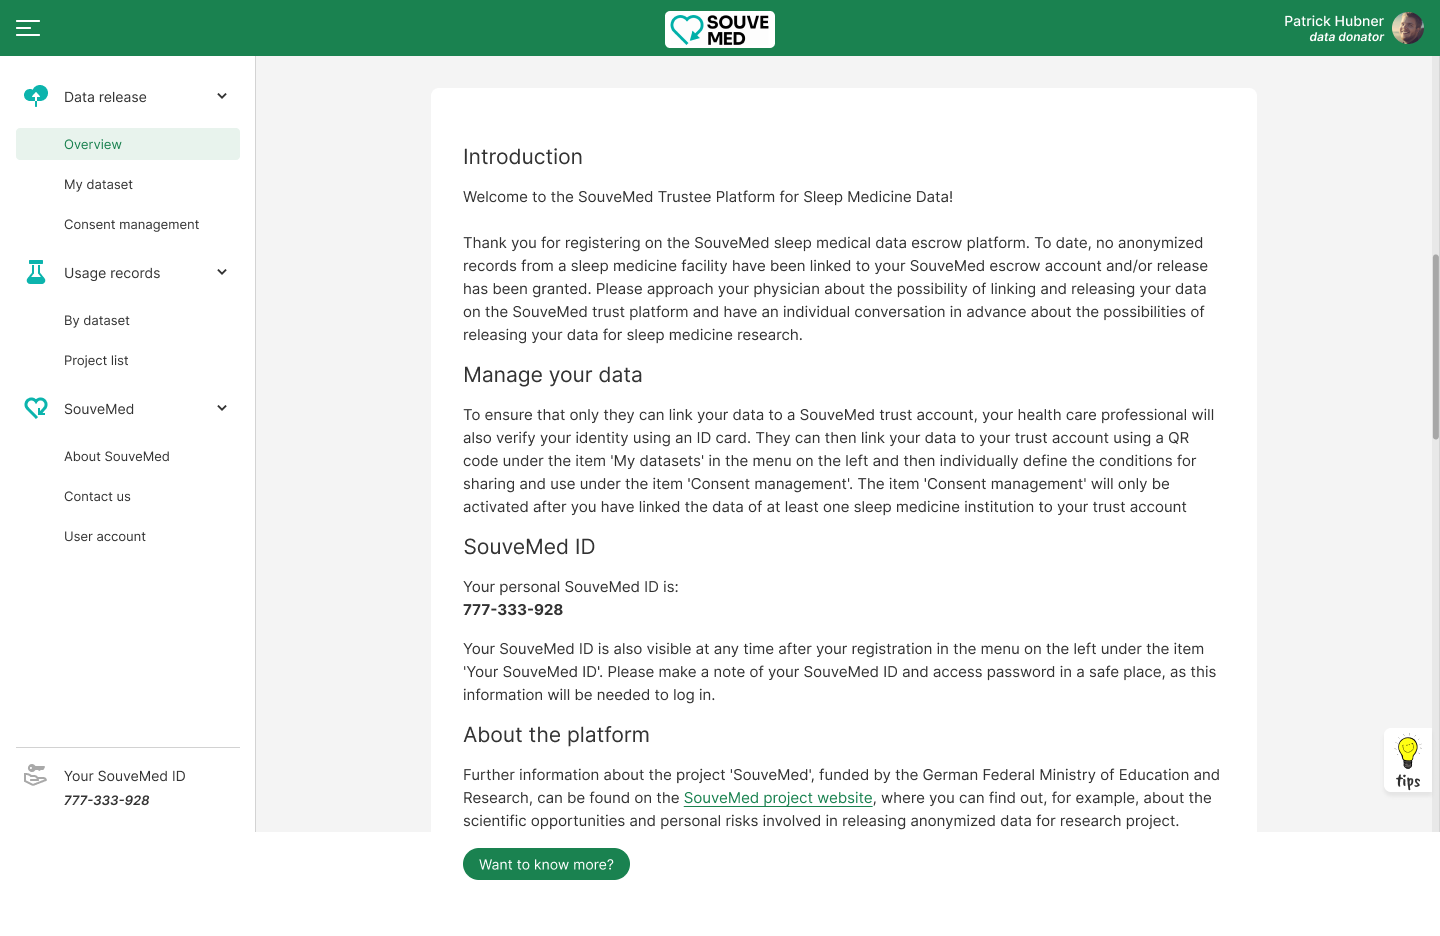 SOUVE
MED
Patrick Hubner
data donator
Data release
Overview
My dataset
Consent management
Usage records
By dataset
Project list
SouveMed
About SouveMed
Contact us
User account
Your SouveMed ID
777-333-928
Introduction
Welcome to the SouveMed Trustee Platform for Sleep Medicine Data!
Thank you for registering on the SouveMed sleep medical data escrow platform. To date, no anonymized
records from a sleep medicine facility have been linked to your SouveMed escrow account and/or release
has been granted. Please approach your physician about the possibility of linking and releasing your data
on the SouveMed trust platform and have an individual conversation in advance about the possibilities of
releasing your data for sleep medicine research.
Manage your data
To ensure that only they can link your data to a SouveMed trust account, your health care professional will
also verify your identity using an ID card. They can then link your data to your trust account using a QR
code under the item 'My datasets' in the menu on the left and then individually define the conditions for
sharing and use under the item 'Consent management'. The item 'Consent management' will only be
activated after you have linked the data of at least one sleep medicine institution to your trust account
SouveMed ID
Your personal SouveMed ID is:
777-333-928
Your SouveMed ID is also visible at any time after your registration in the menu on the left under the item
'Your SouveMed ID'. Please make a note of your SouveMed ID and access password in a safe place, as this
information will be needed to log in.
About the platform
Further information about the project 'SouveMed', funded by the German Federal Ministry of Education and
Research, can be found on the SouveMed project website, where you can find out, for example, about the
scientific opportunities and personal risks involved in releasing anonymized data for research project.
Want to know more?
tips